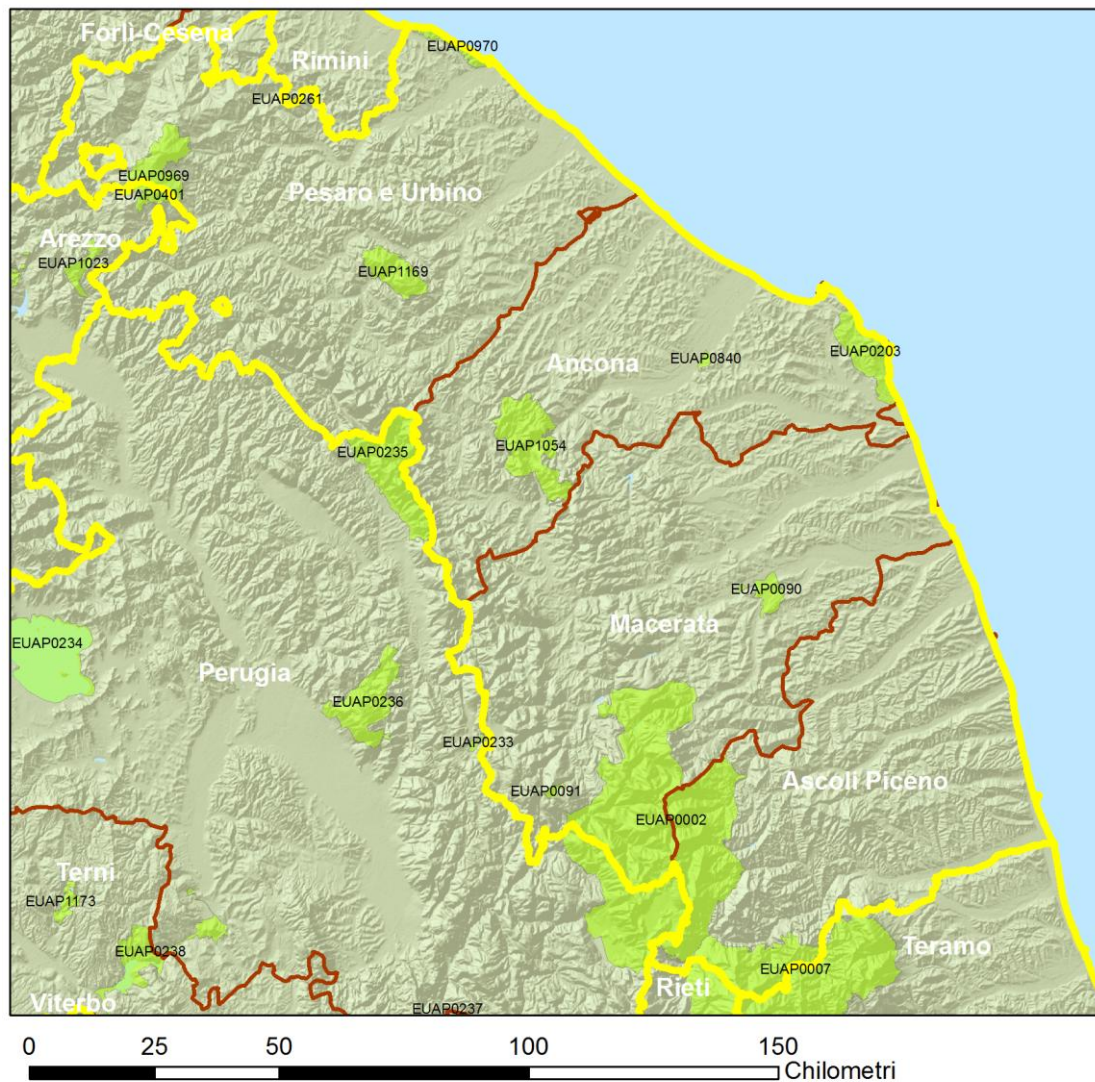 Forlì-Cesena
EUAP0970
Rimini
EUAP0261
EUAP0969
EUAP0401
Pesaro e Urbino
Arezzo
EUAP1023
EUAP1169
EUAP0203
EUAP0840
Ancona
EUAP1054
EUAP0235
EUAP0090
Macerata
EUAP0234
Perugia
EUAP0236
EUAP0233
Ascoli Piceno
EUAP0091
EUAP0002
Terni
EUAP1173
EUAP0238
Teramo
EUAP0007
Rieti
Viterbo
EUAP0237
0 25 50 100 150
Chilometri